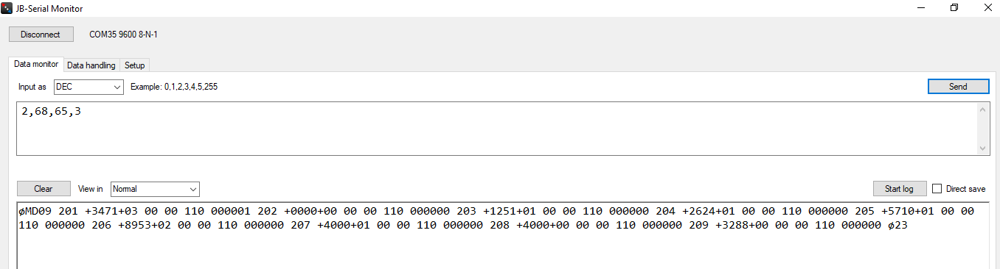 JB-Serial Monitor
Disconnect COM35 9600 8-N-1
Data monitor Data handling Setup
Input as DEC Example: 0,1,2,3,4,5,255 Send
2,68,65,3
Clear View in Normal Start log Direct save
øMD09 201 +3471+03 00 00 110 000001 202 +0000+00 00 00 110 000000 203 +1251+01 00 00 110 000000 204 +2624+01 00 00 110 000000 205 +5710+01 00 00
110 000000 206 +8953+02 00 00 110 000000 207 +4000+01 00 00 110 000000 208 +4000+00 00 00 110 000000 209 +3288+00 00 00 110 000000 ø23